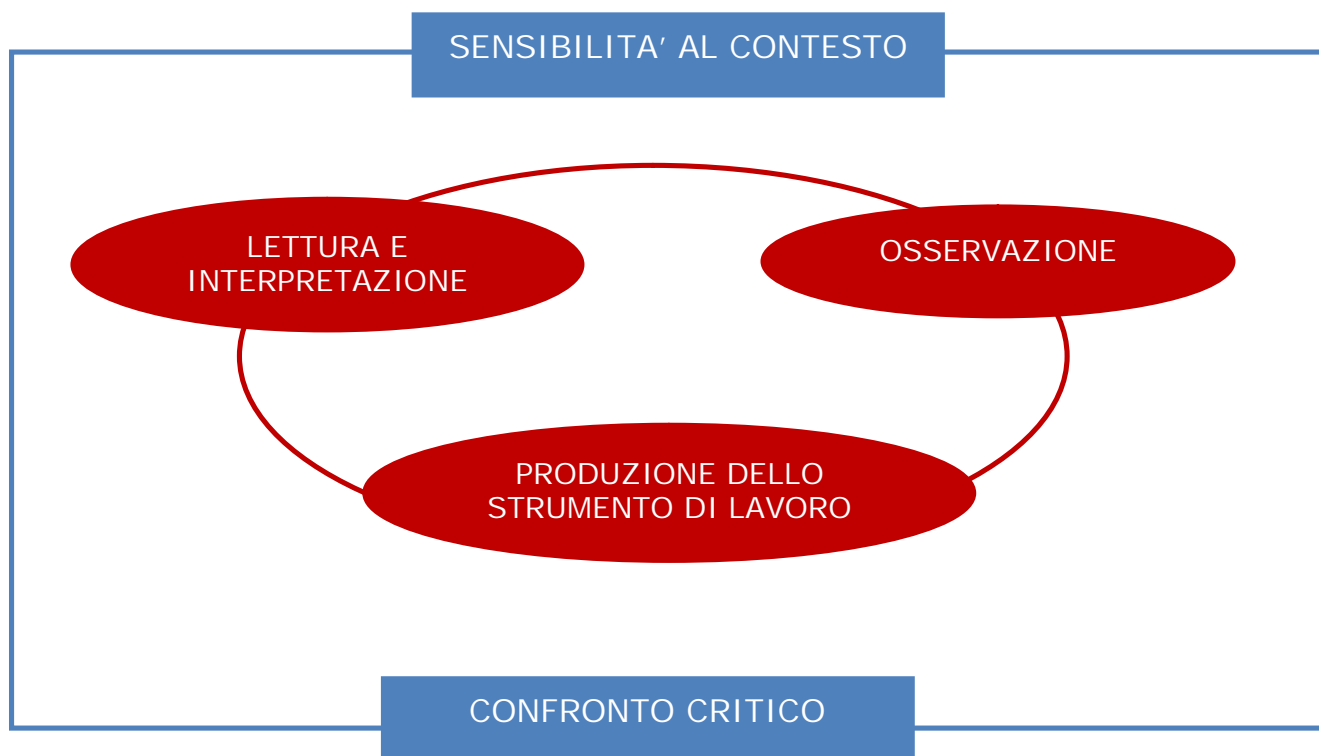 SENSIBILITA’ AL CONTESTO
LETTURA E
INTERPRETAZIONE
OSSERVAZIONE
PRODUZIONE DELLO
STRUMENTO DI LAVORO
CONFRONTO CRITICO